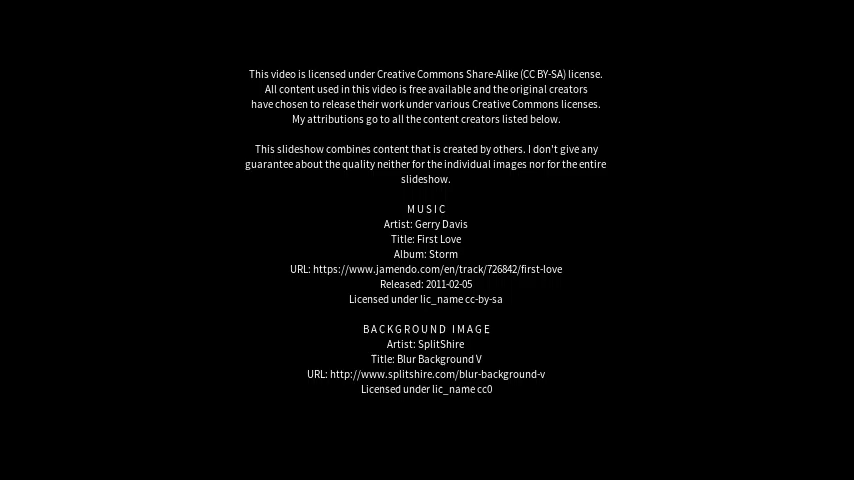 This video is licensed under Creative Commons Share-Alike (CC BY-SA) license.
All content used in this video is free available and the original creators
have chosen to release their work under various Creative Commons licenses.
My attributions go to all the content creators listed below.
This slideshow combines content that is created by others. I don't give any
guarantee about the quality neither for the individual images nor for the entire
slideshow.
MUSIC
Artist: Gerry Davis
Title: First Love
Album: Storm
URL: https://www.jamendo.com/en/track/726842/first-love
Released: 2011-02-05
Licensed under lic_name cc-by-sa
BACKGROUND IMAGE
Artist: SplitShire
Title: Blur Background V
URL: http://www.splitshire.com/blur-background-v
Licensed under lic_name cc0